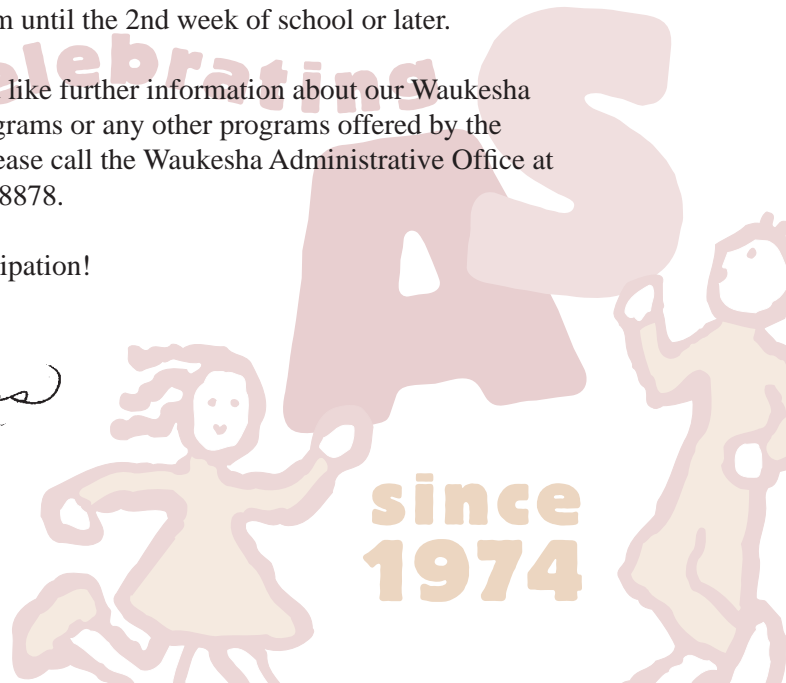 until the 2nd week of school or later.
elebrating
like further information about our Waukesha
grams or any other programs offered by the
ease call the Waukesha Administrative Office at
8878.
ipation!
AS
since
1974